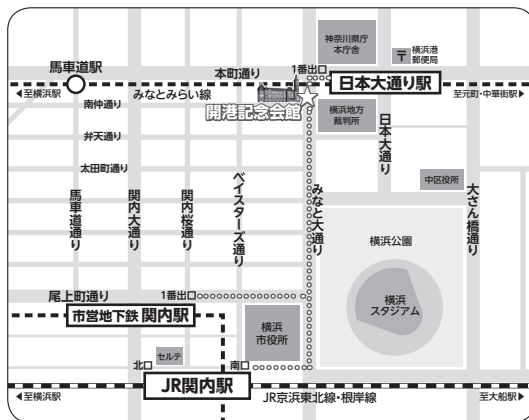 神奈川県庁
本庁舎
横浜港
郵便局
馬車道駅
本町通り
1番出口
日本大通り駅
◀至横浜駅
みなとみらい線
至元町・中華街駅▶
南仲通り
開港記念会館
横浜地方
裁判所
日本大通り
弁天通り
太田町通り
中区役所
馬車道通り
関内大通り
関内桜通り
ベイスターズ通り
みなと大通り
大さん橋通り
横浜公園
横浜
スタジアム
尾上町通り
1番出口
市営地下鉄 関内駅
横浜
市役所
セルテ
北口
南口
JR関内駅
◀至横浜駅
JR京浜東北線・根岸線
至大船駅▶